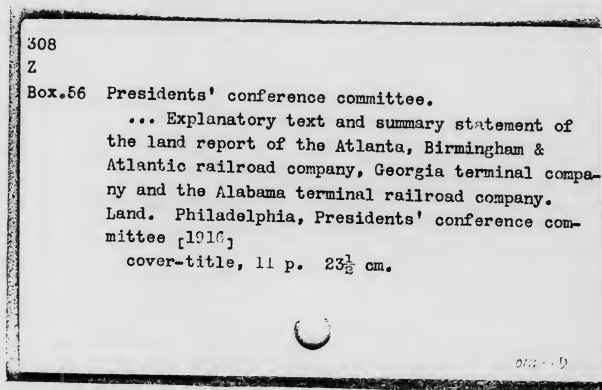 308
Z
Box.56 Presidents' conference committee.
... Explanatory text and summary statement of
the land report of the Atlanta, Birmingham &
Atlantic railroad company, Georgia terminal compa-
ny and the Alabama terminal railroad company.
Land. Philadelphia, Presidents' conference com-
mittee [1916]
cover-title, 11 p. 23½ cm.